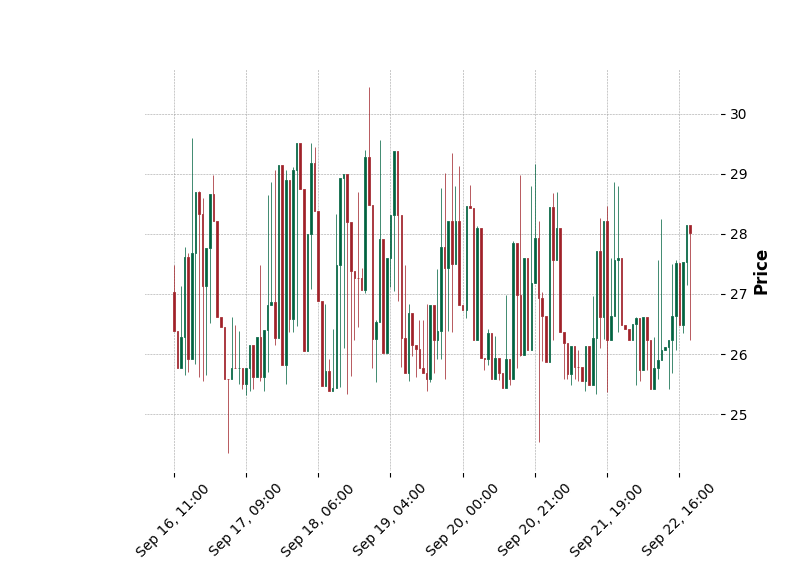 30
29
28
27
26
25
Price
Sep 16, 11:00
Sep 17, 09:00
Sep 18, 06:00
Sep 19, 04:00
Sep 20, 00:00
Sep 20, 21:00
Sep 21, 19:00
Sep 22, 16:00